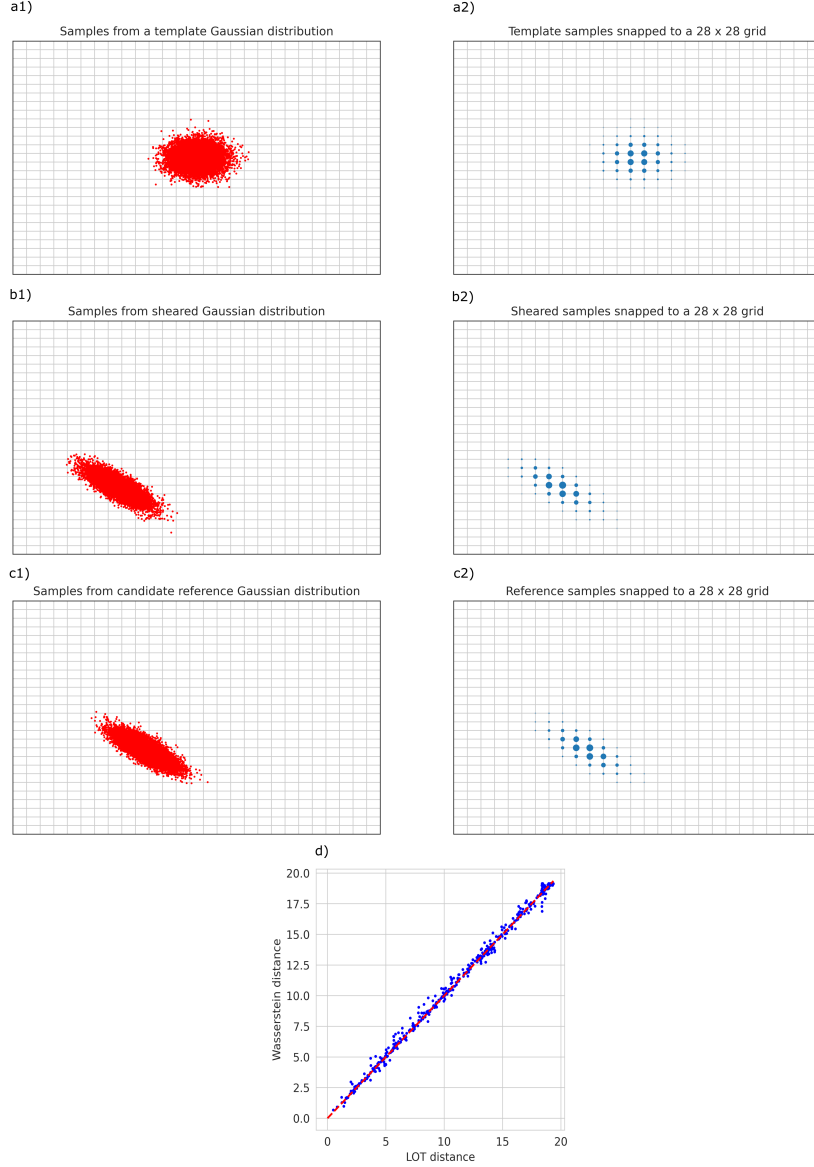 a1)
a2)
Samples from a template Gaussian distribution
Template samples snapped to a 28 x 28 grid
b1)
b2)
Samples from sheared Gaussian distribution
Sheared samples snapped to a 28 x 28 grid
c1)
c2)
Samples from candidate reference Gaussian distribution
Reference samples snapped to a 28 x 28 grid
d)
20.0
17.5
15.0
12.5
10.0
7.5
5.0
2.5
0.0
Wasserstein distance
0 5 10 15 20
LOT distance